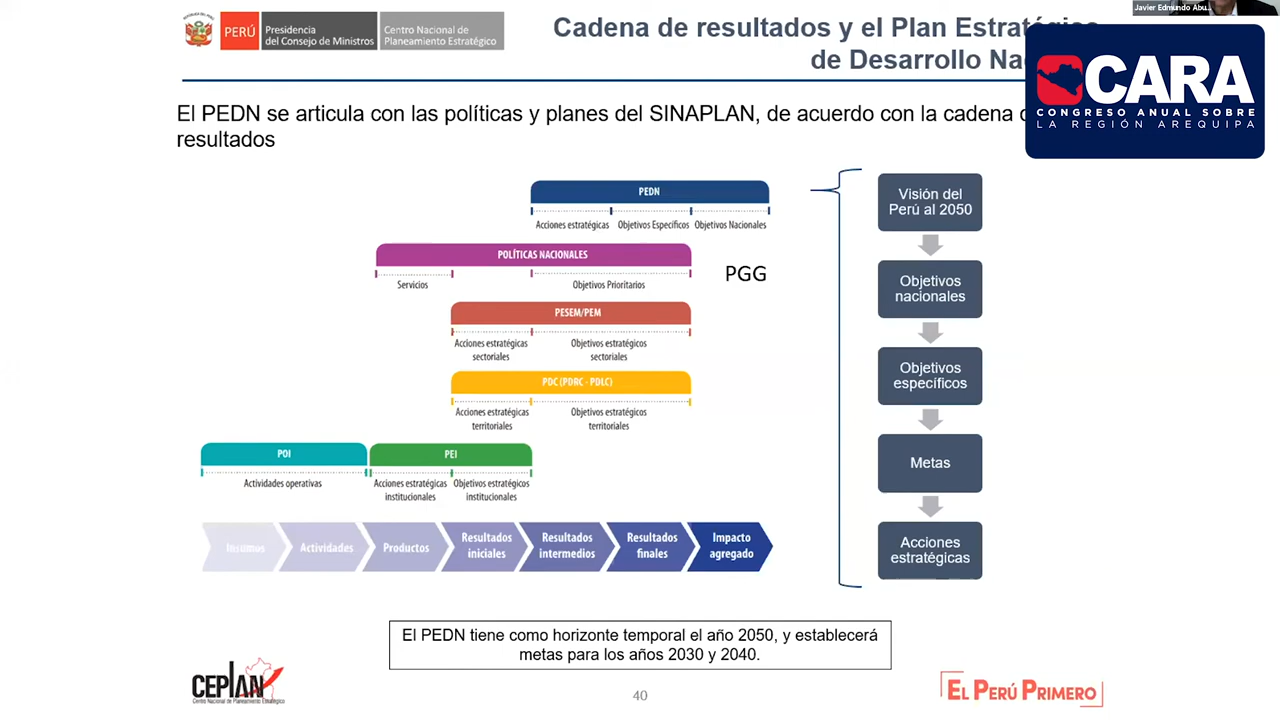 Javier Edmundo Abu...
PERÚ
Presidencia
del Consejo de Ministros
Centro Nacional de
Planeamiento Estratégico
Cadena de resultados y el Plan Estratégico
de Desarrollo
CARA
CONGRESO ANUAL SOBRE
LA REGIÓN AREQUIPA
El PEDN se articula con las políticas y planes del SINAPLAN, de acuerdo con la cadena
resultados
PEDN
Acciones estratégicas
Objetivos Específicos
Objetivos Nacionales
POLÍTICAS NACIONALES
Servicios
Objetivos Prioritarios
PGG
PESEM/PEM
Acciones estratégicas
sectoriales
Objetivos estratégicos
sectoriales
PDC (PDRC - PDLC)
Acciones estratégicas
territoriales
Objetivos estratégicos
territoriales
POI
Actividades operativas
PEI
Acciones estratégicas
institucionales
Objetivos estratégicos
institucionales
Insumos
Actividades
Productos
Resultados
iniciales
Resultados
intermedios
Resultados
finales
Impacto
agregado
Visión del
Perú al 2050
Objetivos
nacionales
Objetivos
específicos
Metas
Acciones
estratégicas
El PEDN tiene como horizonte temporal el año 2050, y establecerá
metas para los años 2030 y 2040.
CEPLAN
Centro Nacional de Planeamiento Estratégico
40
EL PERÚ PRIMERO